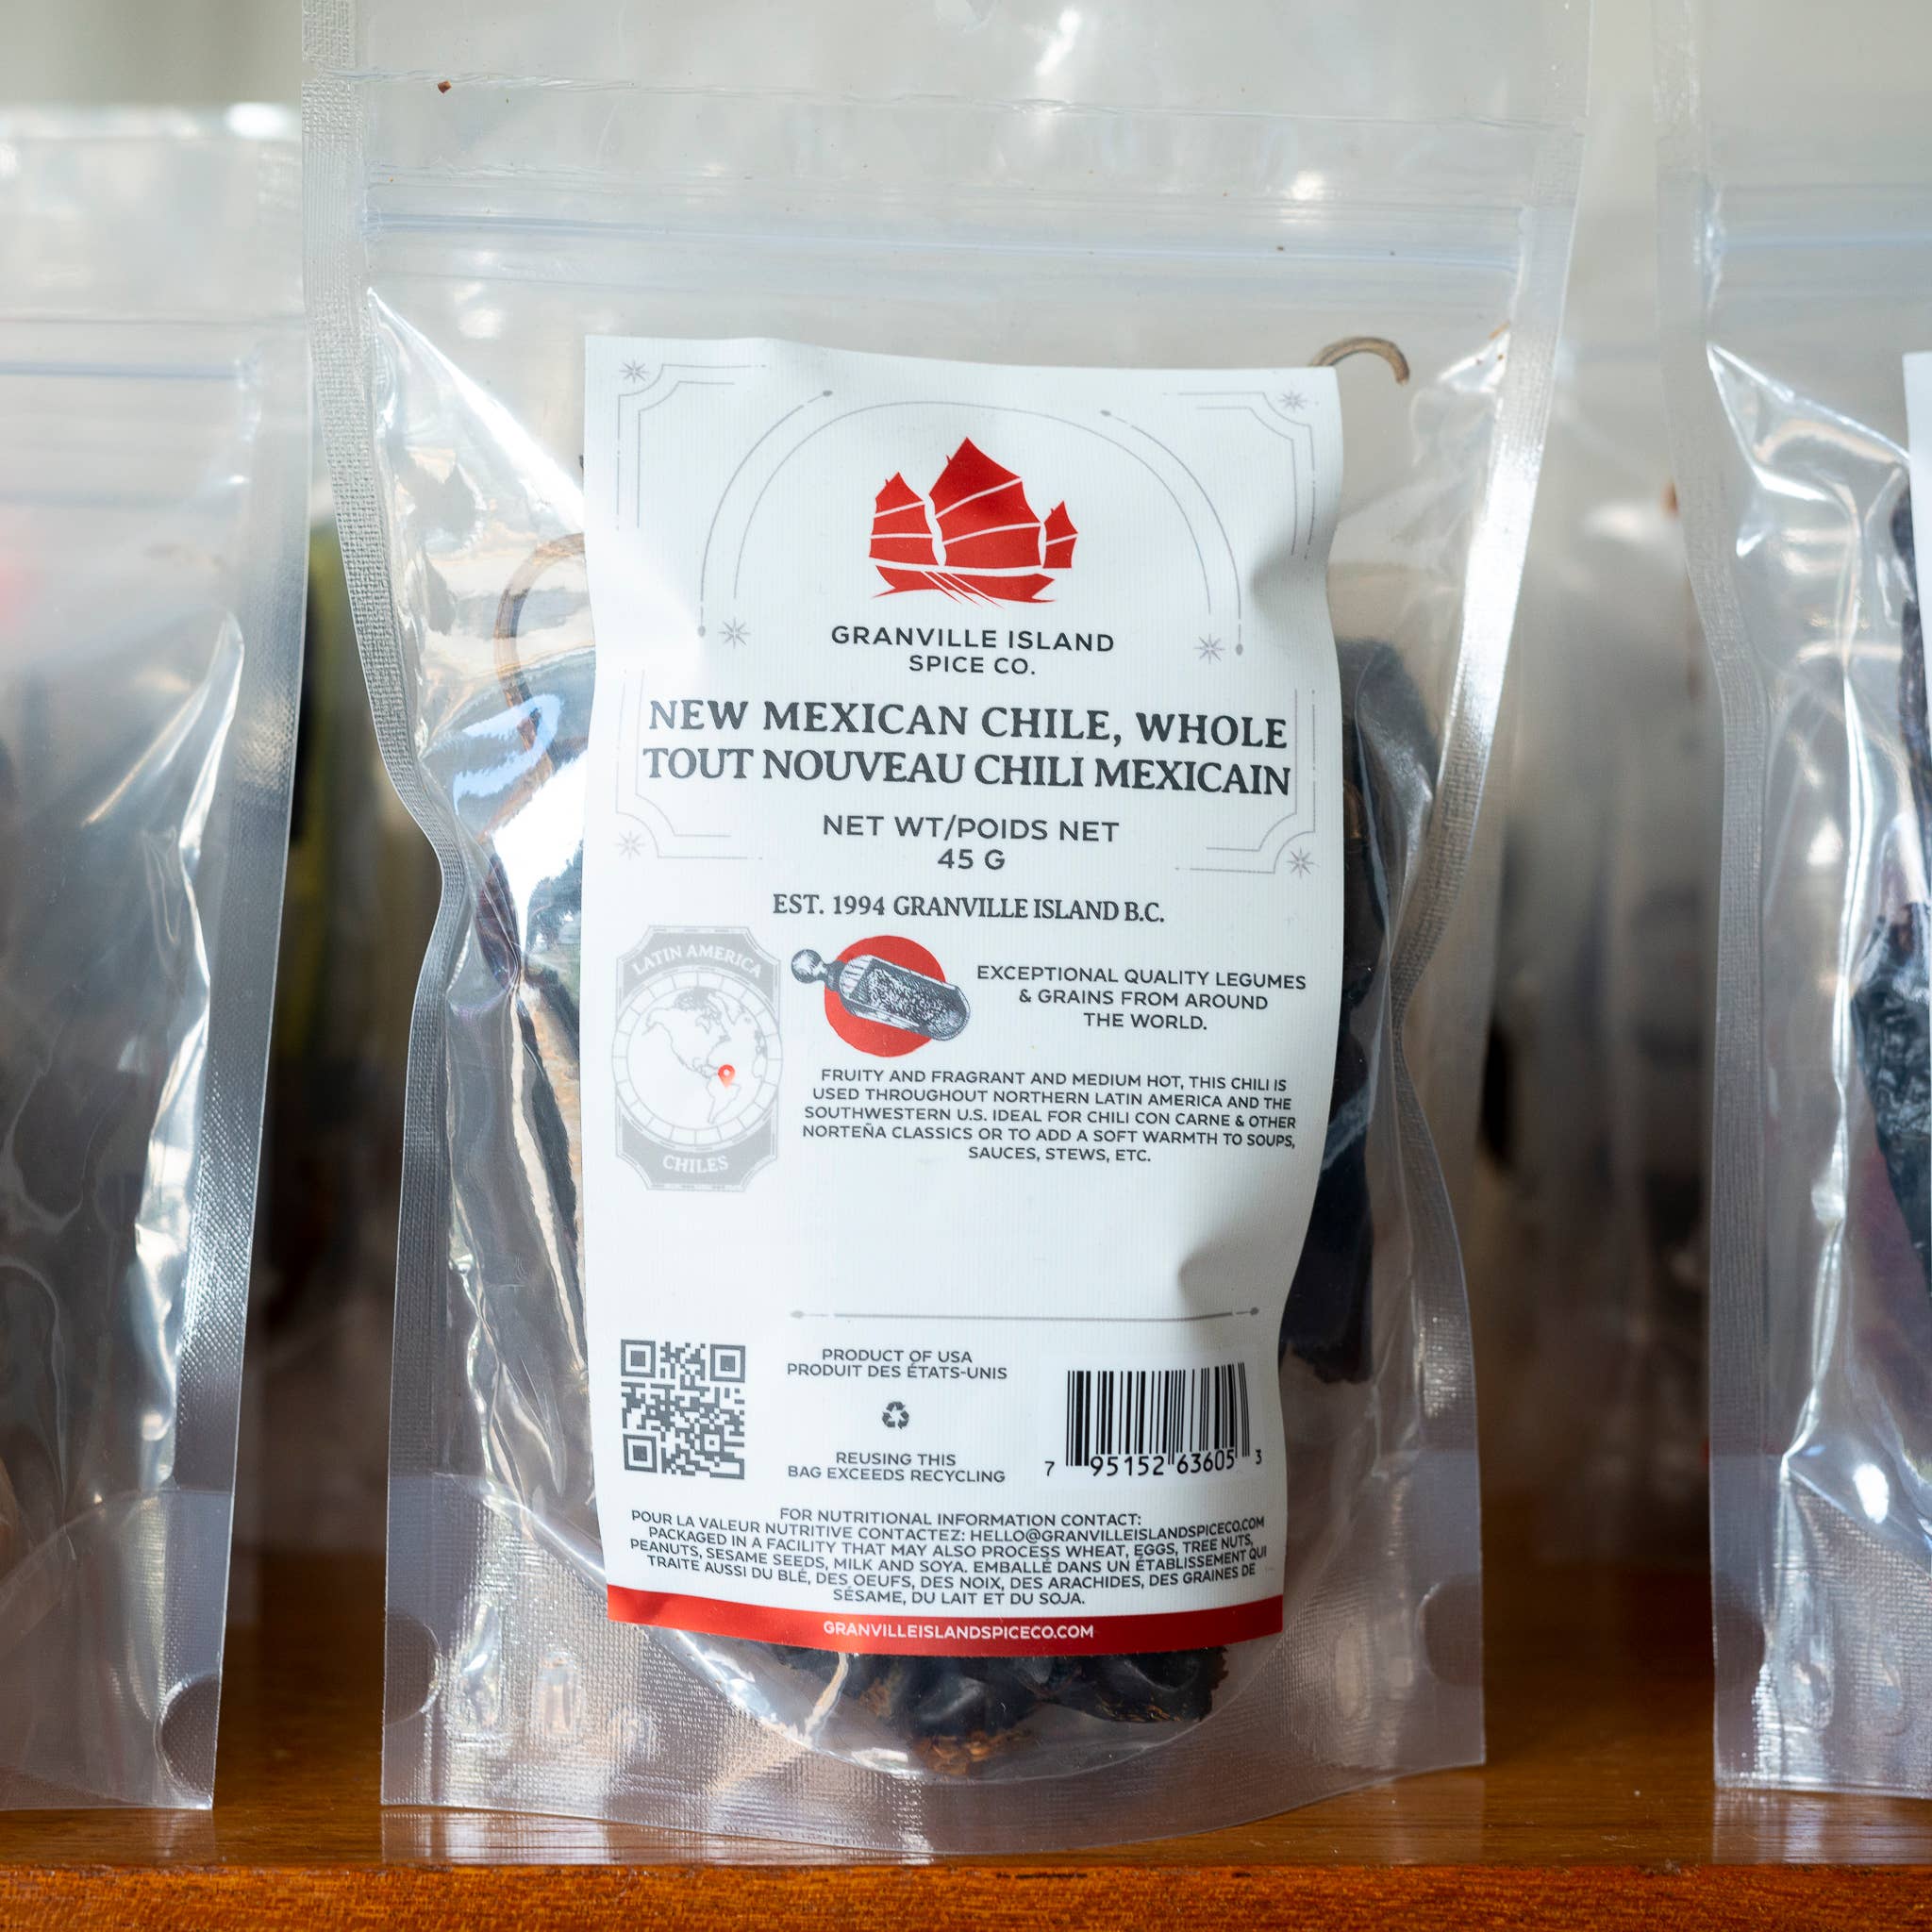 GRANVILLE ISLAND
SPICE CO.
NEW MEXICAN CHILE, WHOLE
TOUT NOUVEAU CHILI MEXICAIN
NET WT/POIDS NET
45 G
EST. 1994 GRANVILLE ISLAND B.C.
LATIN AMERICA
CHILES
EXCEPTIONAL QUALITY LEGUMES
& GRAINS FROM AROUND
THE WORLD.
FRUITY AND FRAGRANT AND MEDIUM HOT, THIS CHILI IS
USED THROUGHOUT NORTHERN LATIN AMERICA AND THE
SOUTHWESTERN U.S. IDEAL FOR CHILI CON CARNE & OTHER
NORTEÑA CLASSICS OR TO ADD A SOFT WARMTH TO SOUPS,
SAUCES, STEWS, ETC.
PRODUCT OF USA
PRODUIT DES ÉTATS-UNIS
REUSING THIS
BAG EXCEEDS RECYCLING
7 95152 63605 3
FOR NUTRITIONAL INFORMATION CONTACT:
POUR LA VALEUR NUTRITIVE CONTACTEZ: HELLO@GRANVILLEISLANDSPICECO.COM
PACKAGED IN A FACILITY THAT MAY ALSO PROCESS WHEAT, EGGS, TREE NUTS,
PEANUTS, SESAME SEEDS, MILK AND SOYA. EMBALLÉ DANS UN ÉTABLISSEMENT QUI
TRAITE AUSSI DU BLÉ, DES OEUFS, DES NOIX, DES ARACHIDES, DES GRAINES DE
SÉSAME, DU LAIT ET DU SOJA.
GRANVILLEISLANDSPICECO.COM